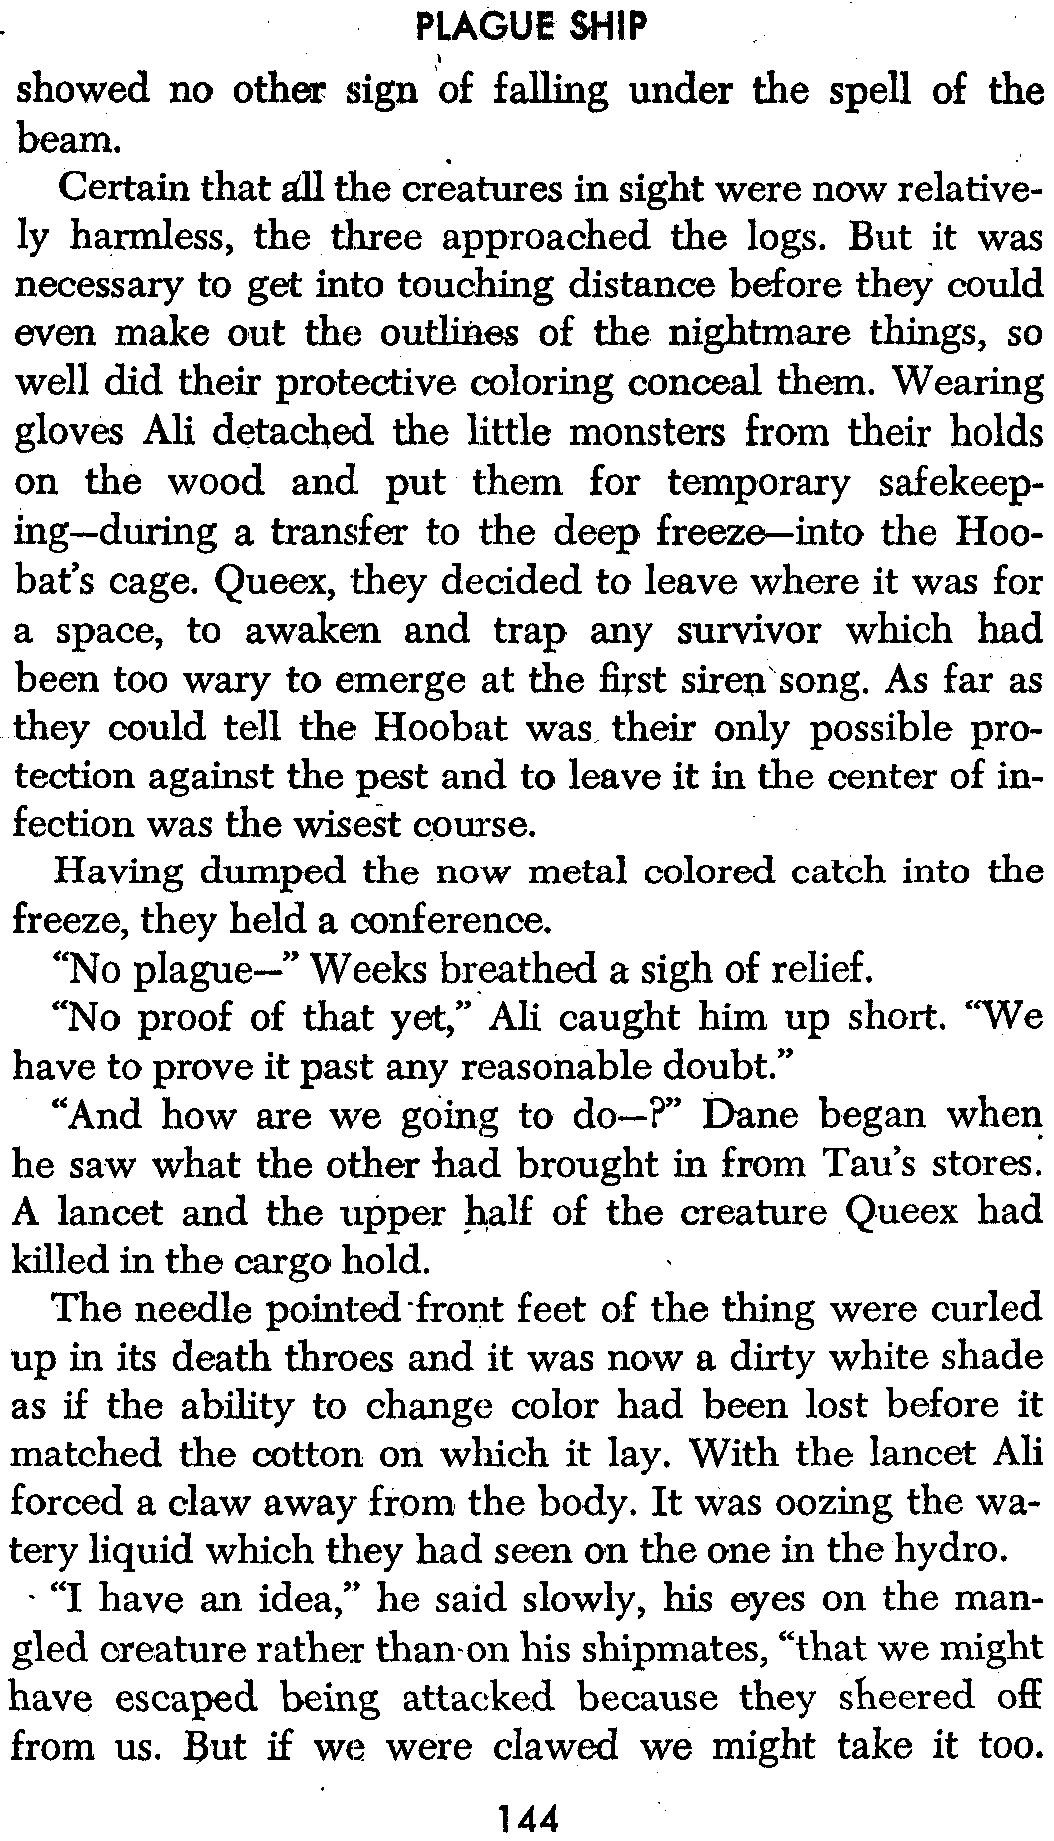 PLAGUE SHIP
showed no other sign of falling under the spell of the
beam.
Certain that all the creatures in sight were now relative-
ly harmless, the three approached the logs. But it was
necessary to get into touching distance before they could
even make out the outlines of the nightmare things, so
well did their protective coloring conceal them. Wearing
gloves Ali detached the little monsters from their holds
on the wood and put them for temporary safekeep-
ing—during a transfer to the deep freeze—into the Hoo-
bat's cage. Queex, they decided to leave where it was for
a space, to awaken and trap any survivor which had
been too wary to emerge at the first siren song. As far as
they could tell the Hoobat was their only possible pro-
tection against the pest and to leave it in the center of in-
fection was the wisest course.
Having dumped the now metal colored catch into the
freeze, they held a conference.
“No plague—” Weeks breathed a sigh of relief.
“No proof of that yet,” Ali caught him up short. “We
have to prove it past any reasonable doubt.”
“And how are we going to do—?” Dane began when
he saw what the other had brought in from Tau's stores.
A lancet and the upper half of the creature Queex had
killed in the cargo hold.
The needle pointed front feet of the thing were curled
up in its death throes and it was now a dirty white shade
as if the ability to change color had been lost before it
matched the cotton on which it lay. With the lancet Ali
forced a claw away from the body. It was oozing the wa-
tery liquid which they had seen on the one in the hydro.
“I have an idea,” he said slowly, his eyes on the man-
gled creature rather than on his shipmates, “that we might
have escaped being attacked because they sheered off
from us. But if we were clawed we might take it too.
144